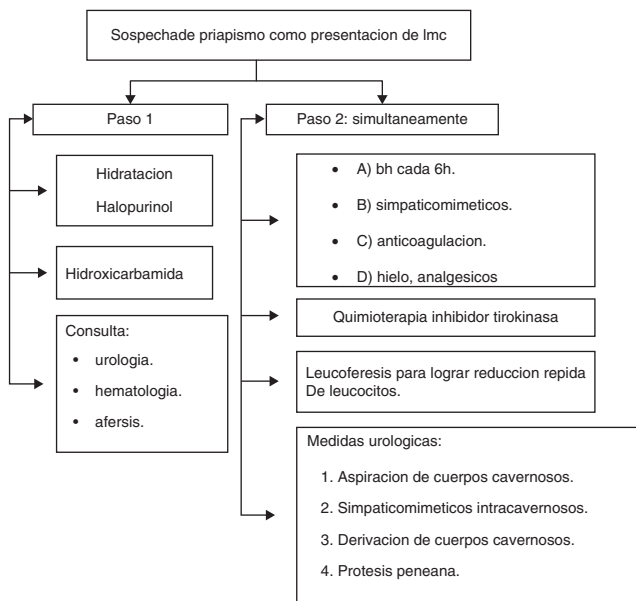 Sospechade priapismo como presentacion de lmc
Paso 1
Hidratacion
Halopurinol
Hidroxicarbamida
Consulta:
• urologia.
• hematologia.
• afersis.
Paso 2: simultaneamente
• A) bh cada 6h.
• B) simpaticomimeticos.
• C) anticoagulacion.
• D) hielo, analgesicos
Quimioterapia inhibidor tirokinasa
Leucoferesis para lograr reduccion repida
De leucocitos.
Medidas urologicas:
1. Aspiracion de cuerpos cavernosos.
2. Simpaticomimeticos intracavernosos.
3. Derivacion de cuerpos cavernosos.
4. Protesis peneana.